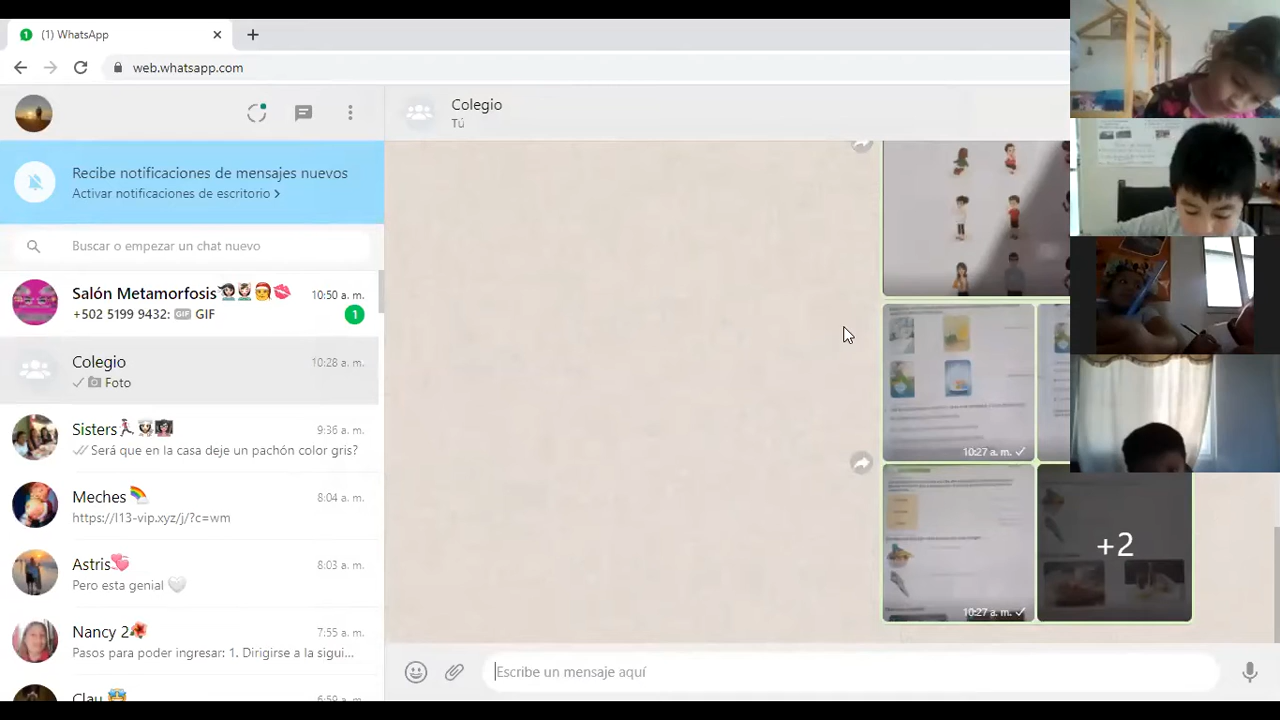 (1) WhatsApp
web.whatsapp.com
Colegio
Tú
Recibe notificaciones de mensajes nuevos
Activar notificaciones de escritorio >
Buscar o empezar un chat nuevo
Salón Metamorfosis 10:50 a. m.
+502 5199 9432: GIF GIF
1
Colegio 10:28 a. m.
Foto
Sisters 9:36 a. m.
Será que en la casa deje un pachón color gris?
Meches 8:04 a. m.
https://l13-vip.xyz/j/?c=wm
Astris 8:03 a. m.
Pero esta genial
Nancy 2 7:55 a. m.
Pasos para poder ingresar: 1. Dirigirse a la sigui...
Clau 6:59 a. m.
10:27 a. m.
+2
10:27 a. m.
Escribe un mensaje aquí